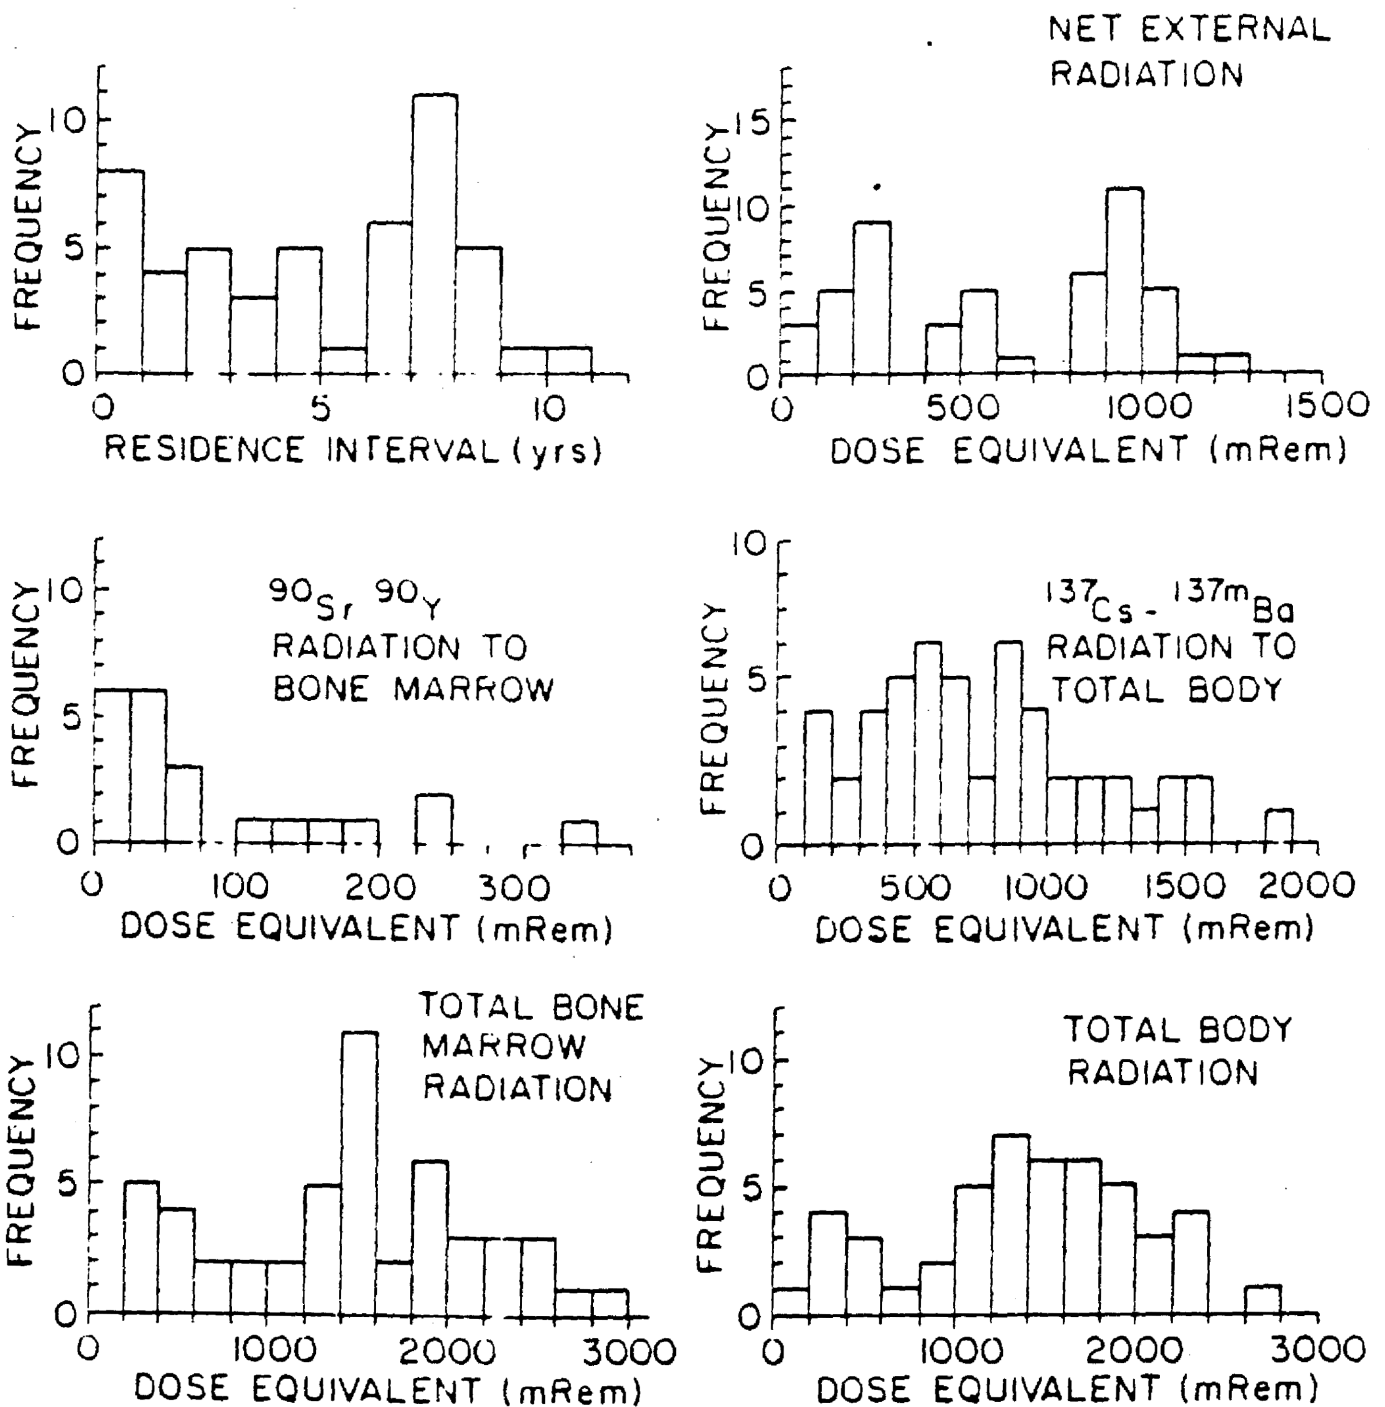 FREQUENCY
10
5
0
0 5 10
RESIDENCE INTERVAL (yrs)
NET EXTERNAL
RADIATION
FREQUENCY
15
10
5
0
0 500 1000 1500
DOSE EQUIVALENT (mRem)
FREQUENCY
10
5
0
90Sr 90Y
RADIATION TO
BONE MARROW
0 100 200 300
DOSE EQUIVALENT (mRem)
FREQUENCY
10
5
0
137Cs - 137mBa
RADIATION TO
TOTAL BODY
0 500 1000 1500 2000
DOSE EQUIVALENT (mRem)
FREQUENCY
10
5
0
TOTAL BONE
MARROW
RADIATION
0 1000 2000 3000
DOSE EQUIVALENT (mRem)
FREQUENCY
10
5
0
TOTAL BODY
RADIATION
0 1000 2000 3000
DOSE EQUIVALENT (mRem)